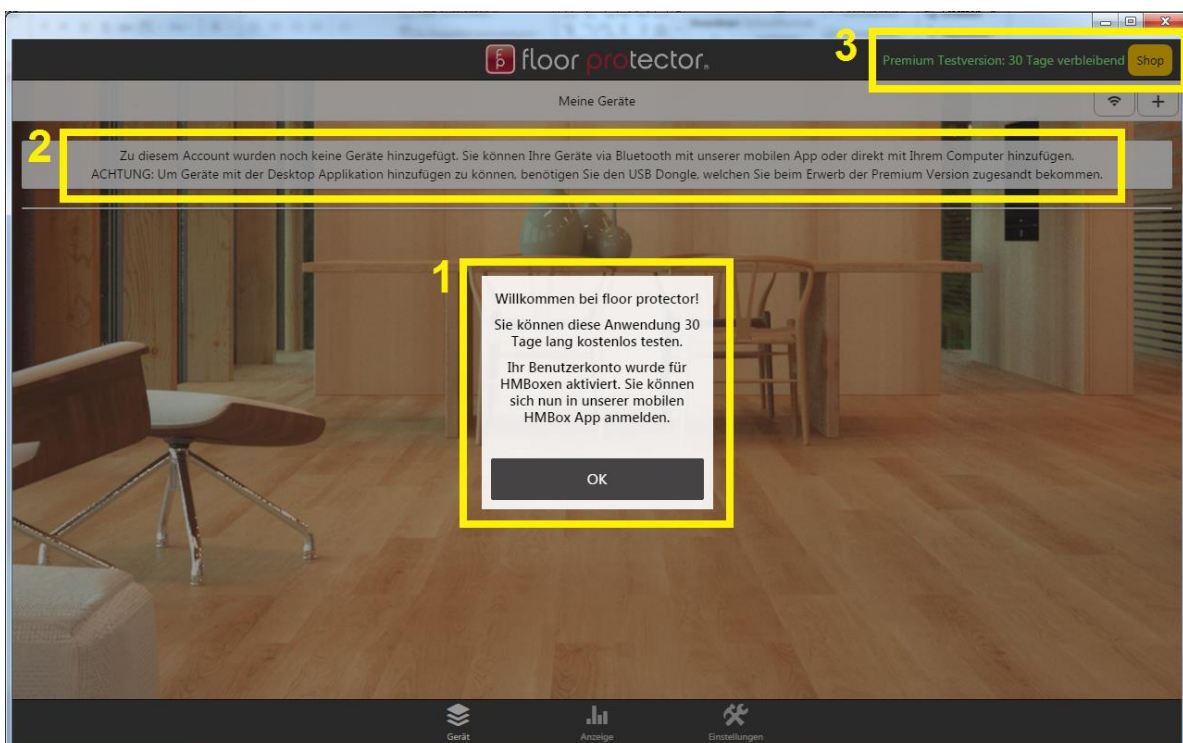 3
floor protector.
Premium Testversion: 30 Tage verbleibend
Shop
Meine Geräte
2
Zu diesem Account wurden noch keine Geräte hinzugefügt. Sie können Ihre Geräte via Bluetooth mit unserer mobilen App oder direkt mit Ihrem Computer hinzufügen.
ACHTUNG: Um Geräte mit der Desktop Applikation hinzufügen zu können, benötigen Sie den USB Dongle, welchen Sie beim Erwerb der Premium Version zugesandt bekommen.
1
Willkommen bei floor protector!
Sie können diese Anwendung 30
Tage lang kostenlos testen.
Ihr Benutzerkonto wurde für
HMBoxen aktiviert. Sie können
sich nun in unserer mobilen
HMBox App anmelden.
OK
Gerät
Anzeige
Einstellungen